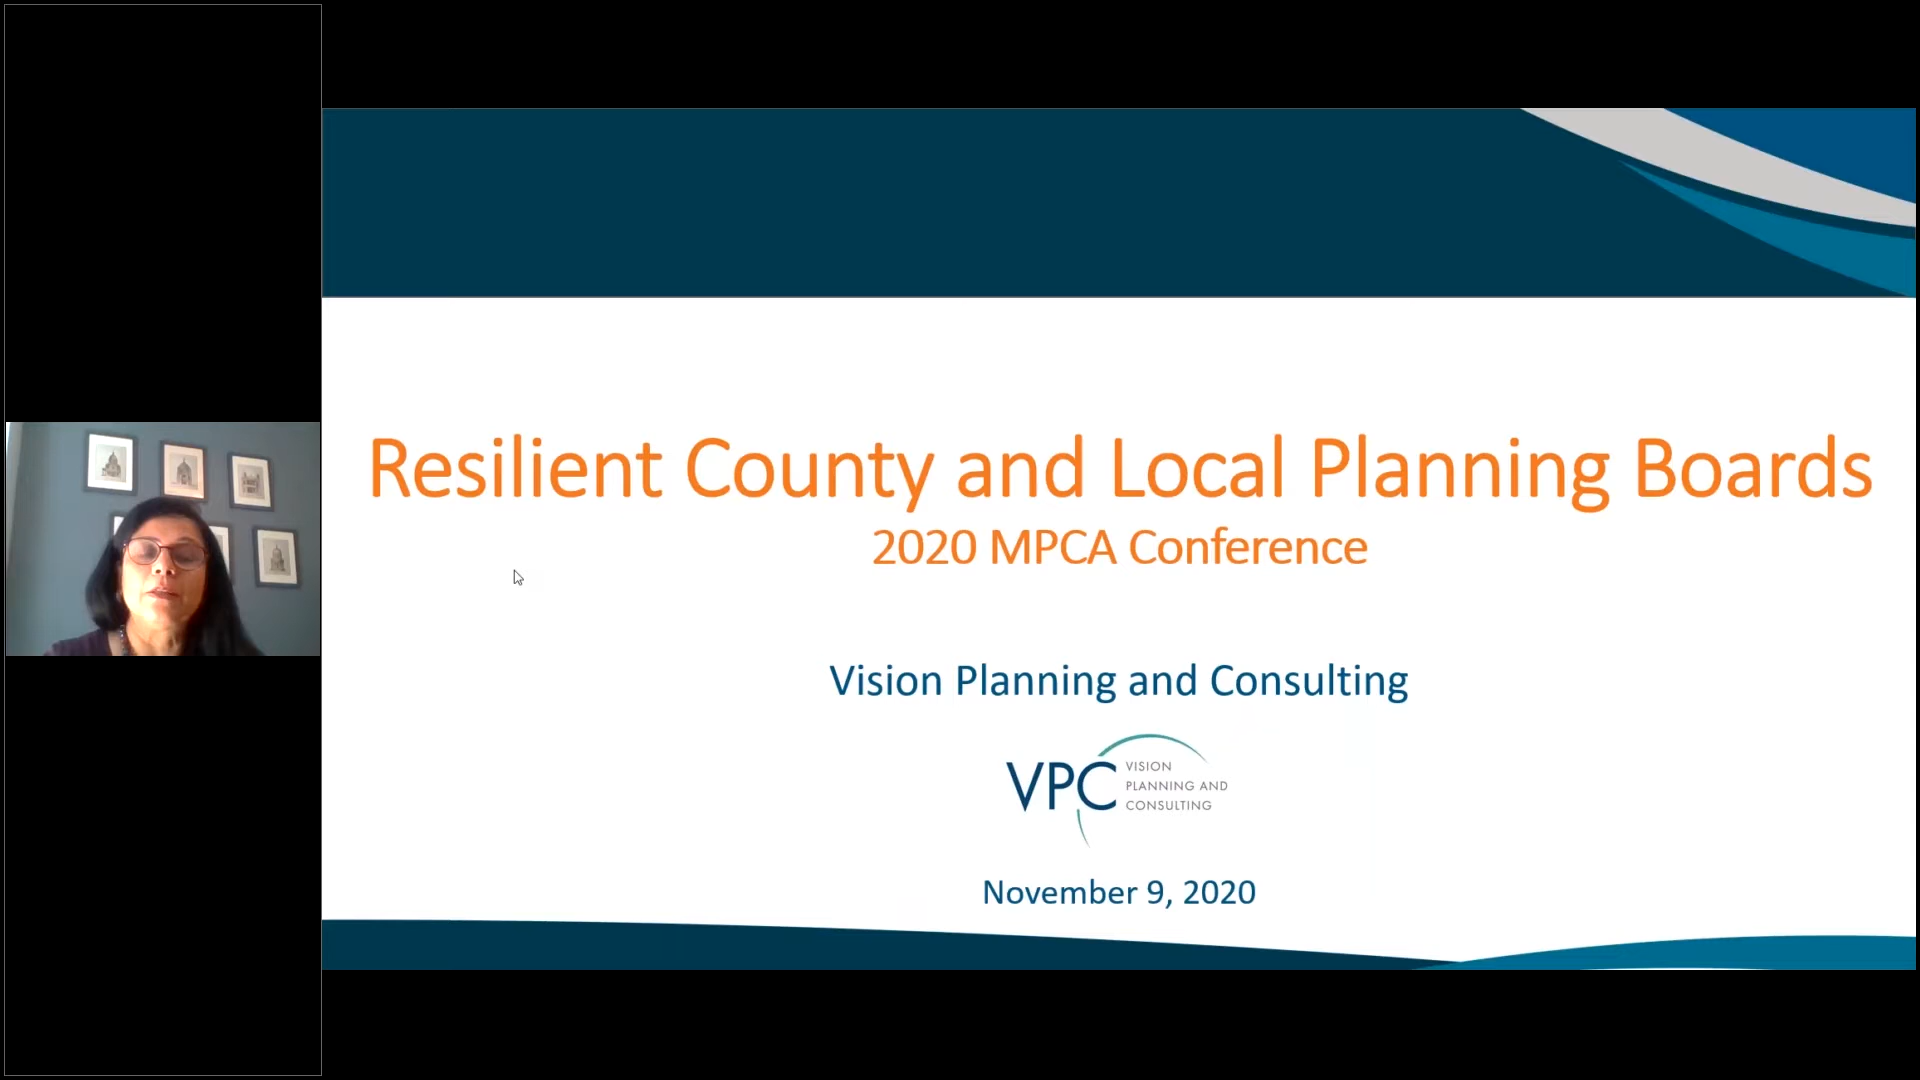 Resilient County and Local Planning Boards
2020 MPCA Conference
Vision Planning and Consulting
VPC
VISION
PLANNING AND
CONSULTING
November 9, 2020